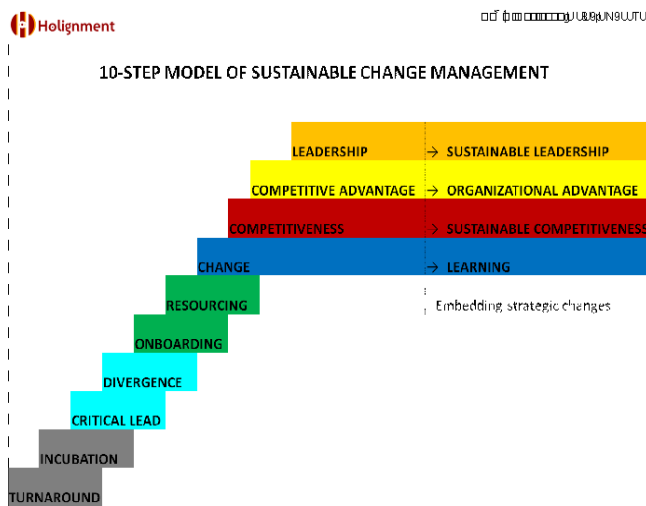 Holignment
10-STEP MODEL OF SUSTAINABLE CHANGE MANAGEMENT
LEADERSHIP → SUSTAINABLE LEADERSHIP
COMPETITIVE ADVANTAGE → ORGANIZATIONAL ADVANTAGE
COMPETITIVENESS → SUSTAINABLE COMPETITIVENESS
CHANGE → LEARNING
RESOURCING Embedding strategic changes
ONBOARDING
DIVERGENCE
CRITICAL LEAD
INCUBATION
TURNAROUND